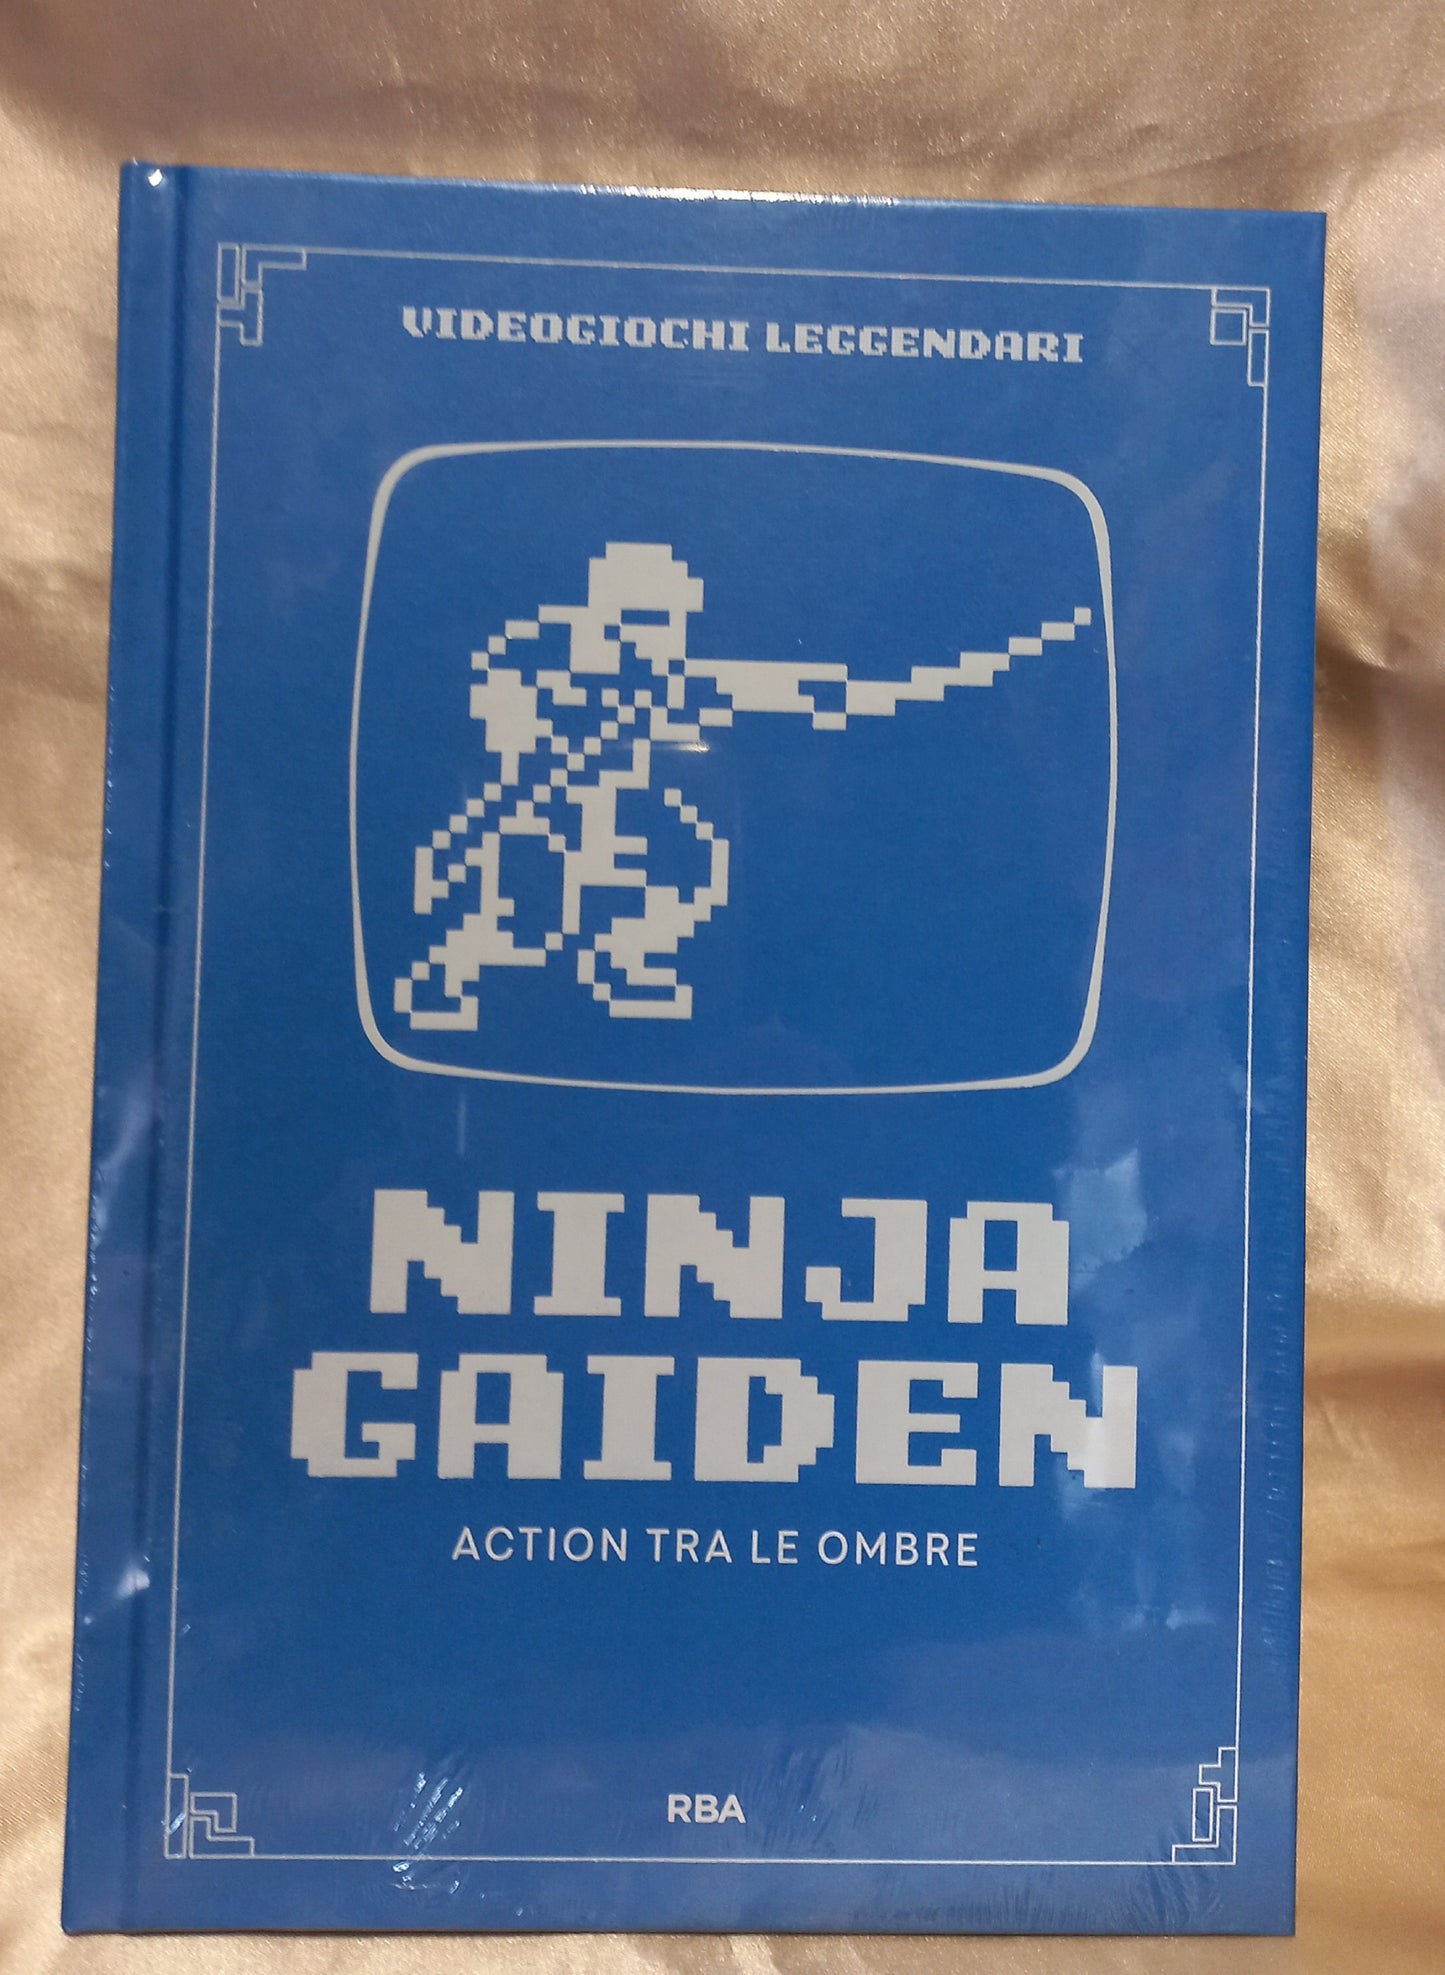 VIDEOGIOCHI LEGGENDARI
NINJA
GAIDEN
ACTION TRA LE OMBRE
RBA